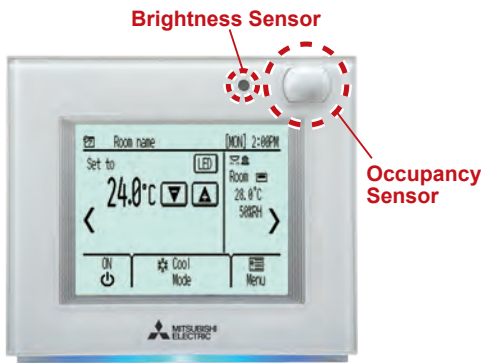 Brightness Sensor
Room name [MON] 2:00PM
Set to LED
24.0°C
Room
28.0°C
50%RH
ON
Cool
Mode
Menu
MITSUBISHI
ELECTRIC
Occupancy
Sensor